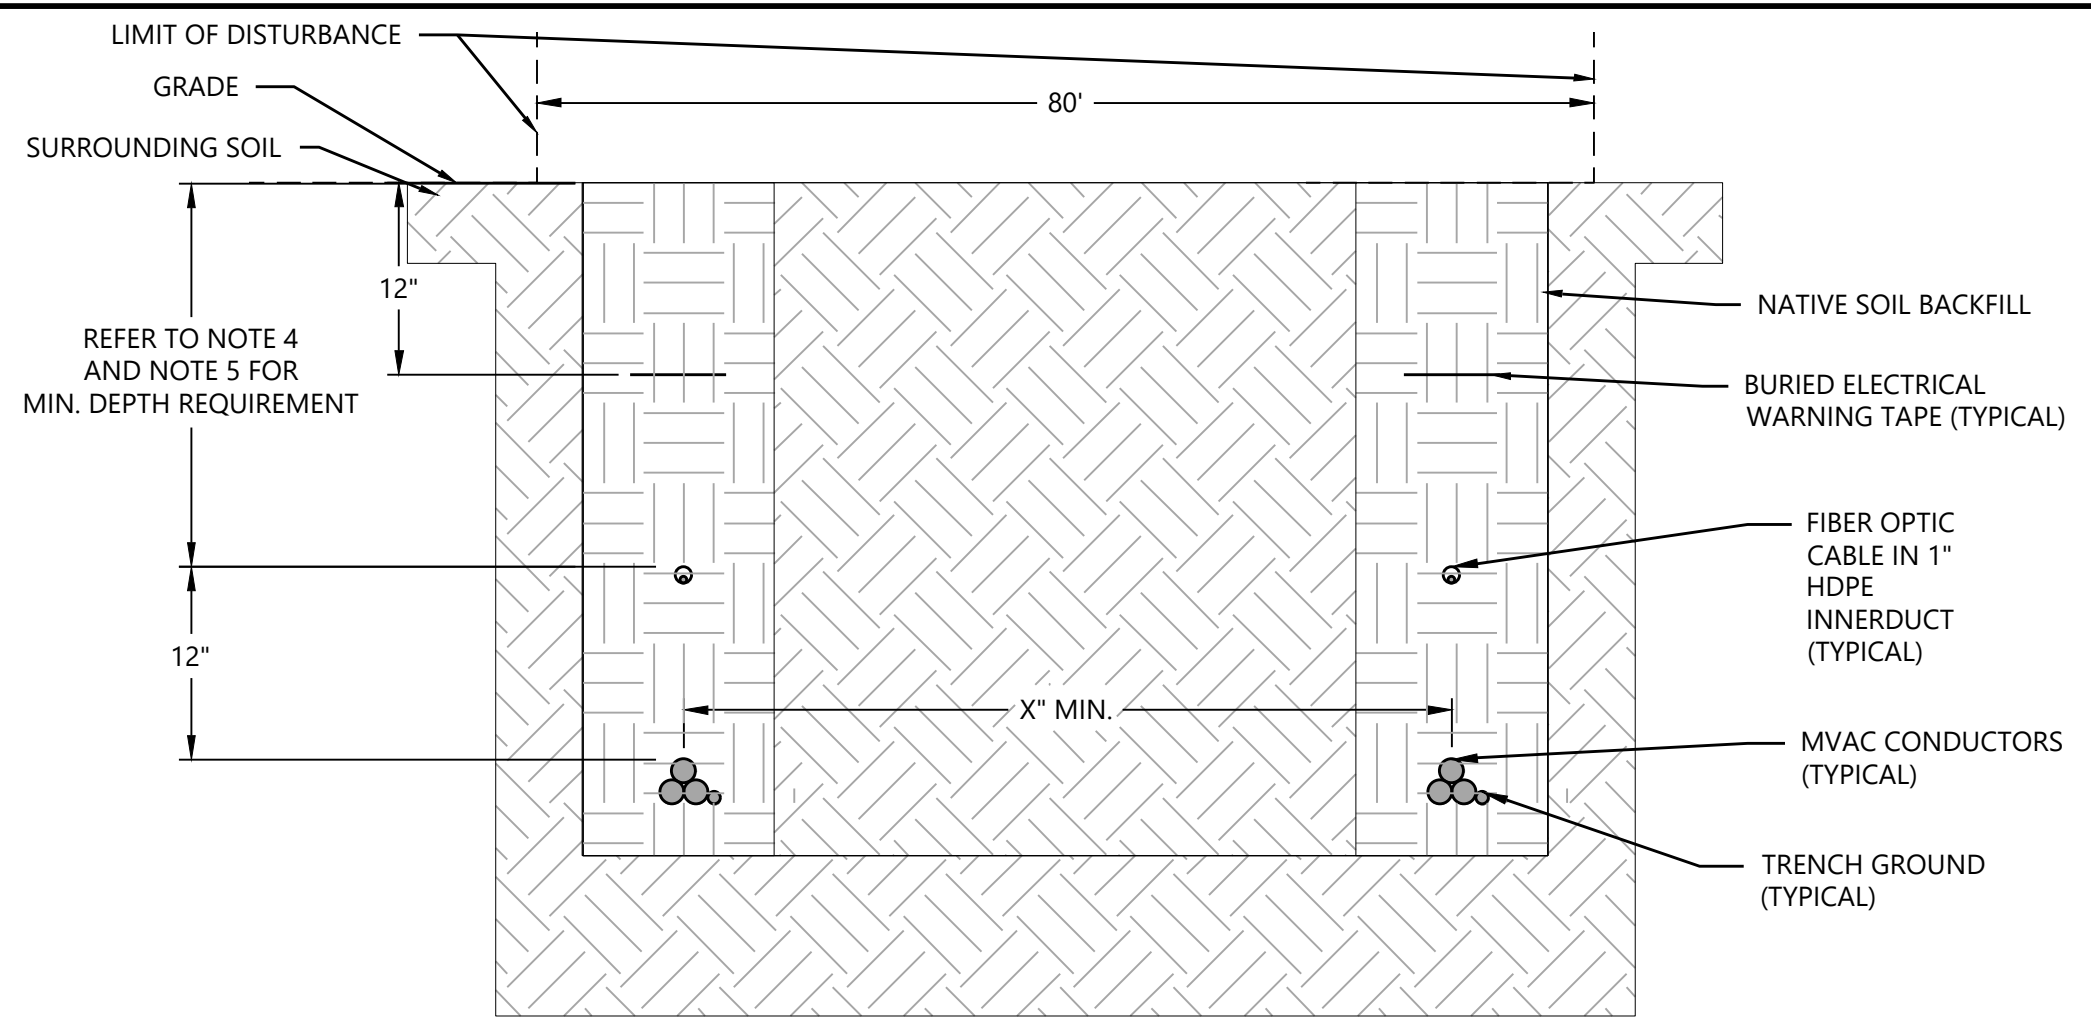 LIMIT OF DISTURBANCE
GRADE
SURROUNDING SOIL
80'
12"
REFER TO NOTE 4
AND NOTE 5 FOR
MIN. DEPTH REQUIREMENT
12"
X" MIN.
NATIVE SOIL BACKFILL
BURIED ELECTRICAL
WARNING TAPE (TYPICAL)
FIBER OPTIC
CABLE IN 1"
HDPE
INNERDUCT
(TYPICAL)
MVAC CONDUCTORS
(TYPICAL)
TRENCH GROUND
(TYPICAL)